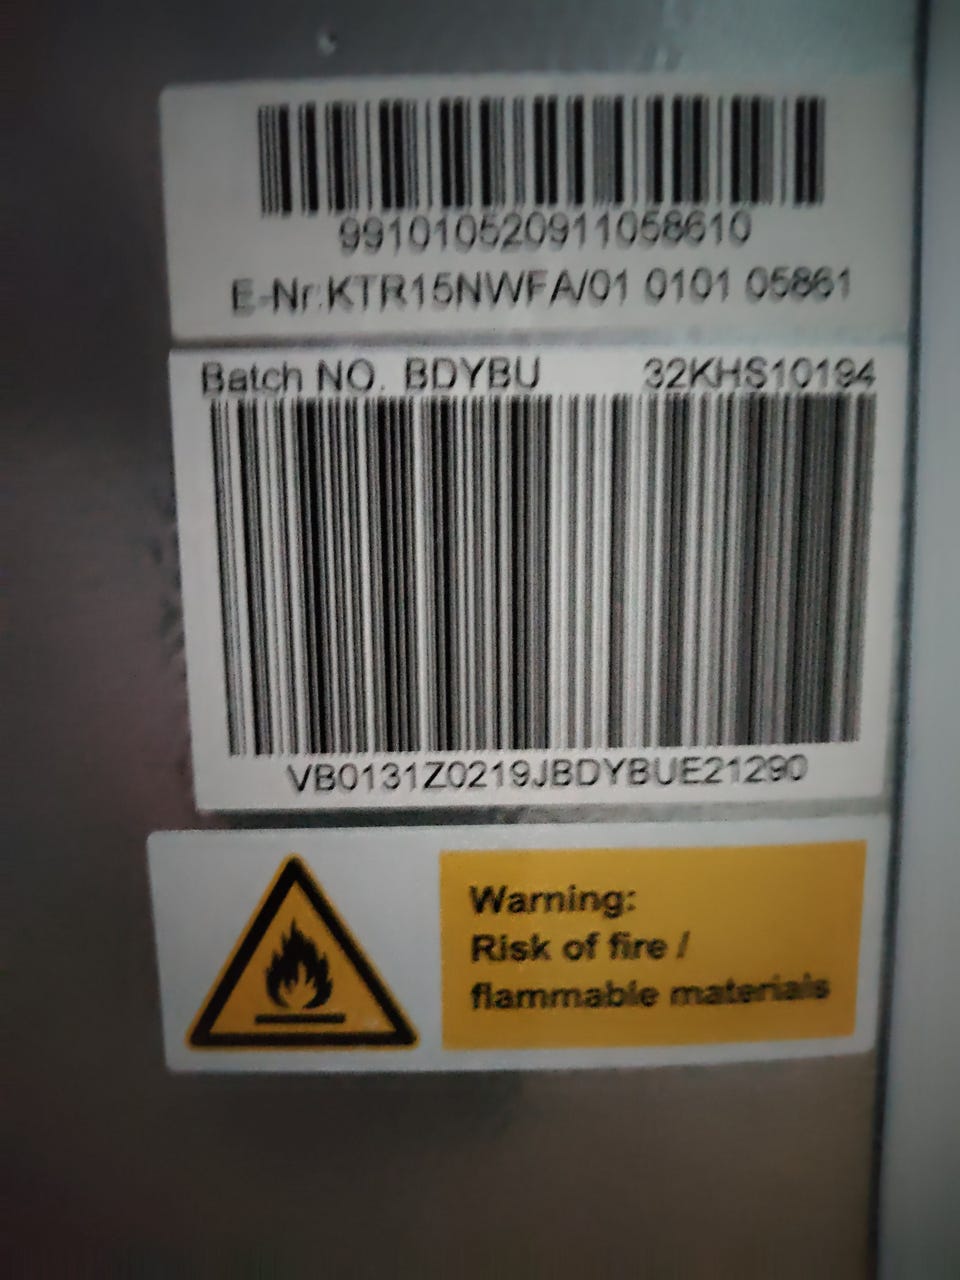 991010520911058610
E-Nr:KTR15NWFA/01 0101 05861
Batch NO. BDYBU 32KHS10194
VB0131Z0219JBDYBUE21290
Warning:
Risk of fire /
flammable materials